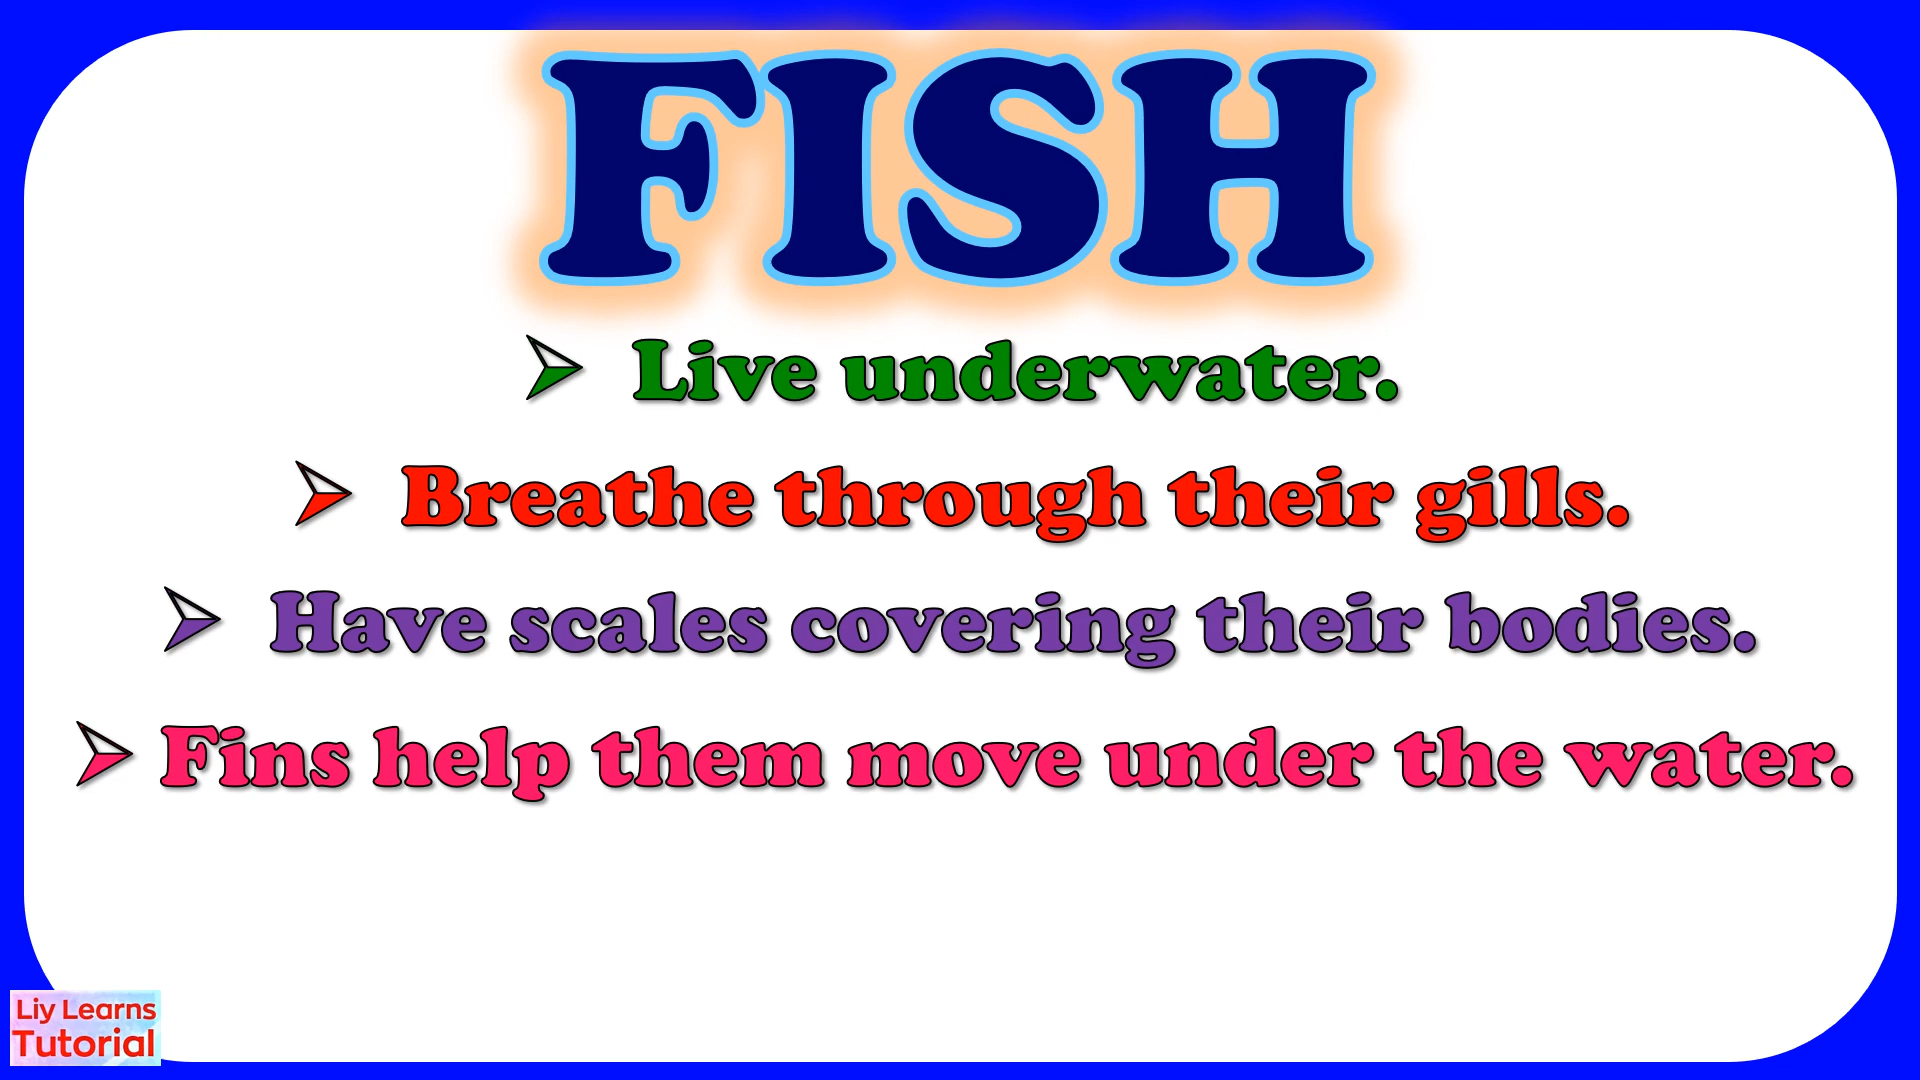 FISH
➢ Live underwater.
➢ Breathe through their gills.
➢ Have scales covering their bodies.
➢ Fins help them move under the water.
Liy Learns
Tutorial